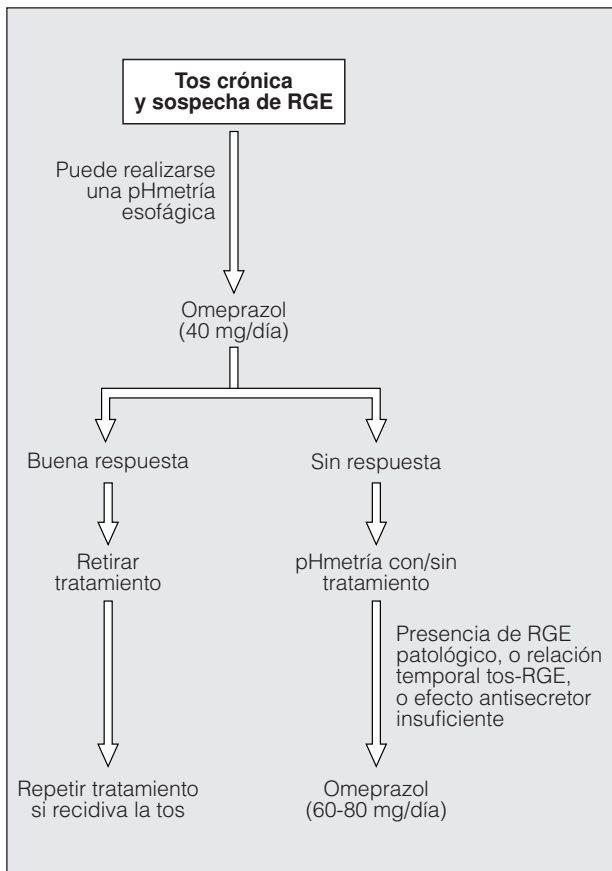 Tos crónica
y sospecha de RGE
Puede realizarse
una pHmetría
esofágica
Omeprazol
(40 mg/día)
Buena respuesta
Sin respuesta
Retirar
tratamiento
pHmetría con/sin
tratamiento
Presencia de RGE
patológico, o relación
temporal tos-RGE,
o efecto antisecretor
insuficiente
Repetir tratamiento
si recidiva la tos
Omeprazol
(60-80 mg/día)